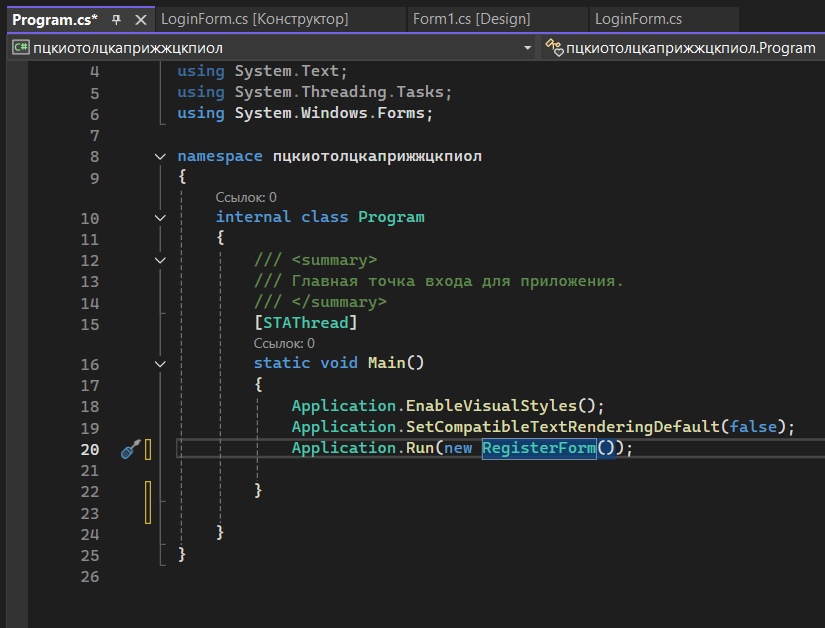 Program.cs* LoginForm.cs [Конструктор] Form1.cs [Design] LoginForm.cs
C# пцкиотолцкаприжжцкпиол пцкиотолцкаприжжцкпиол.Program
4 using System.Text;
5 using System.Threading.Tasks;
6 using System.Windows.Forms;
7
8 namespace пцкиотолцкаприжжцкпиол
9 {
Ссылок: 0
10 internal class Program
11 {
12 /// <summary>
13 /// Главная точка входа для приложения.
14 /// </summary>
15 [STAThread]
Ссылок: 0
16 static void Main()
17 {
18 Application.EnableVisualStyles();
19 Application.SetCompatibleTextRenderingDefault(false);
20 Application.Run(new RegisterForm());
21
22 }
23
24 }
25 }
26